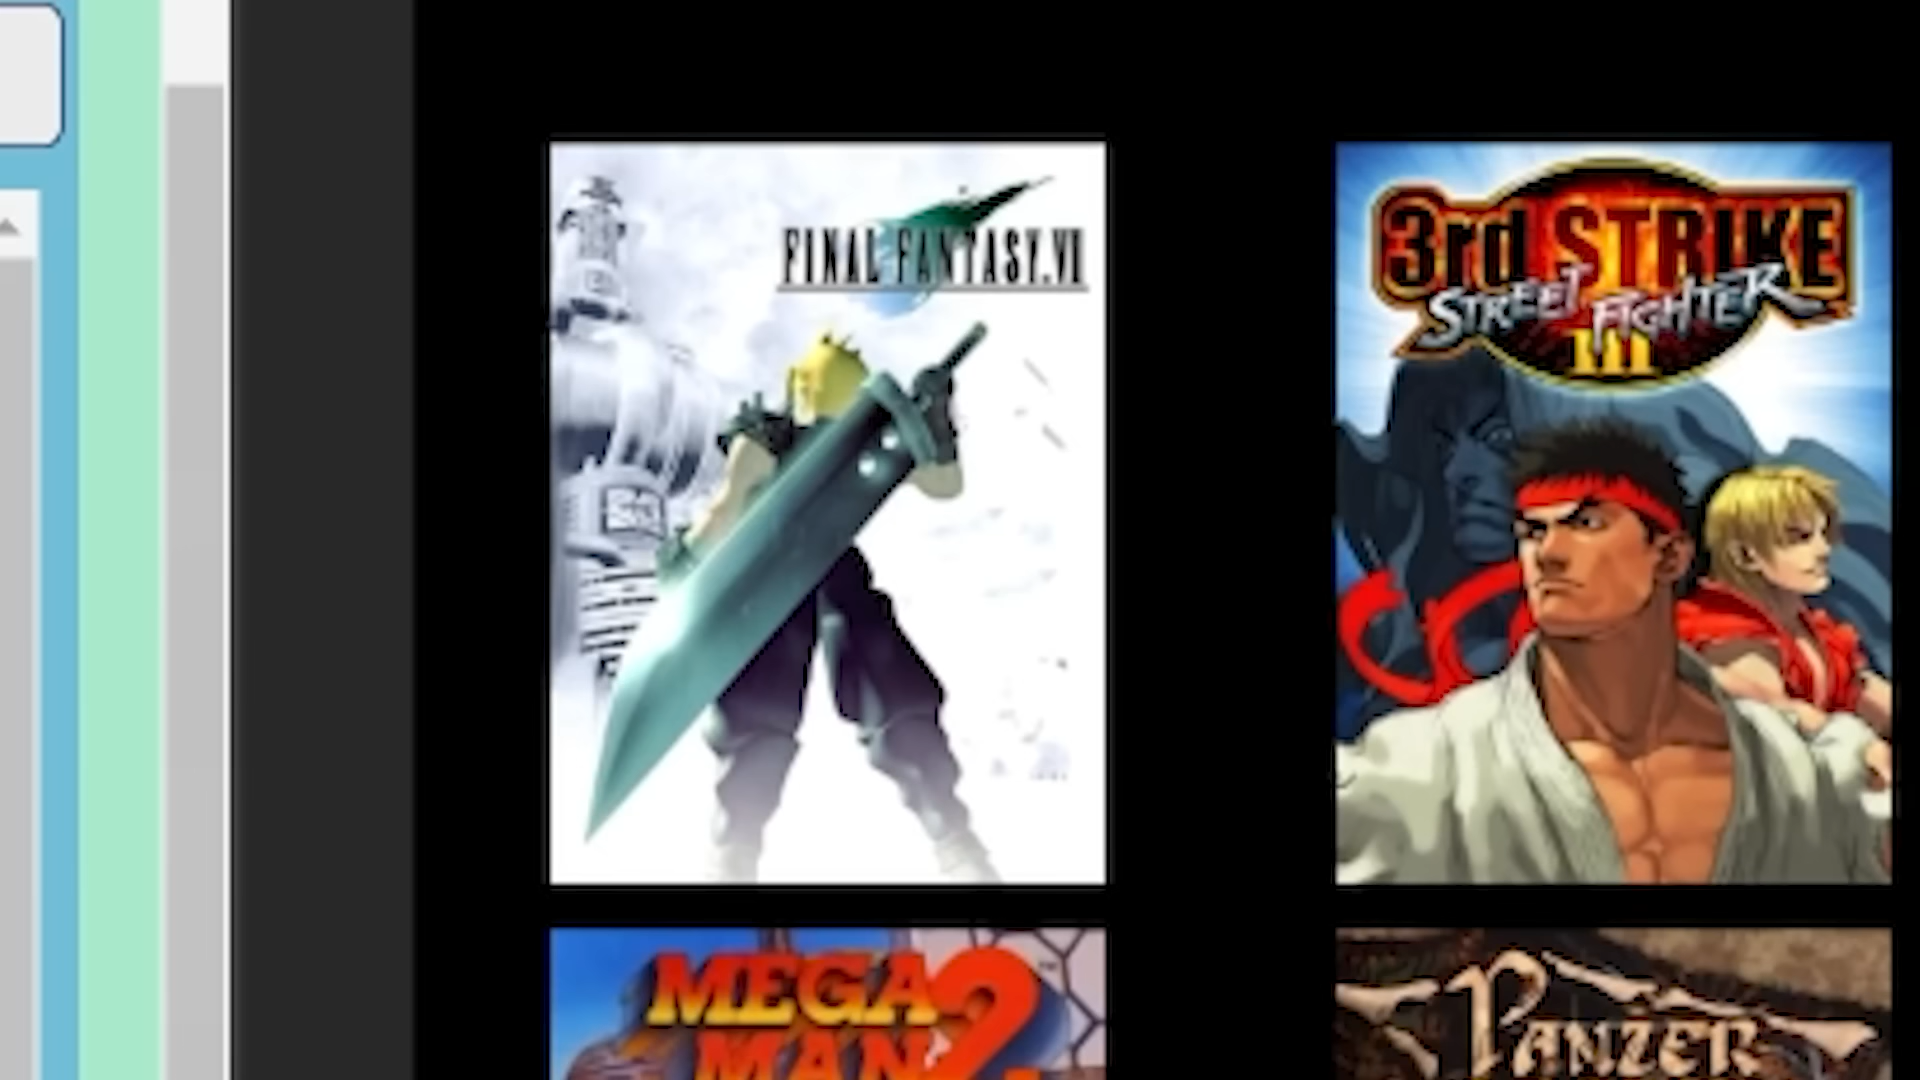 FINAL FANTASY.VII
3rd STRIKE
STREET FIGHTER
III
MEGA
MAN 2
PANZER